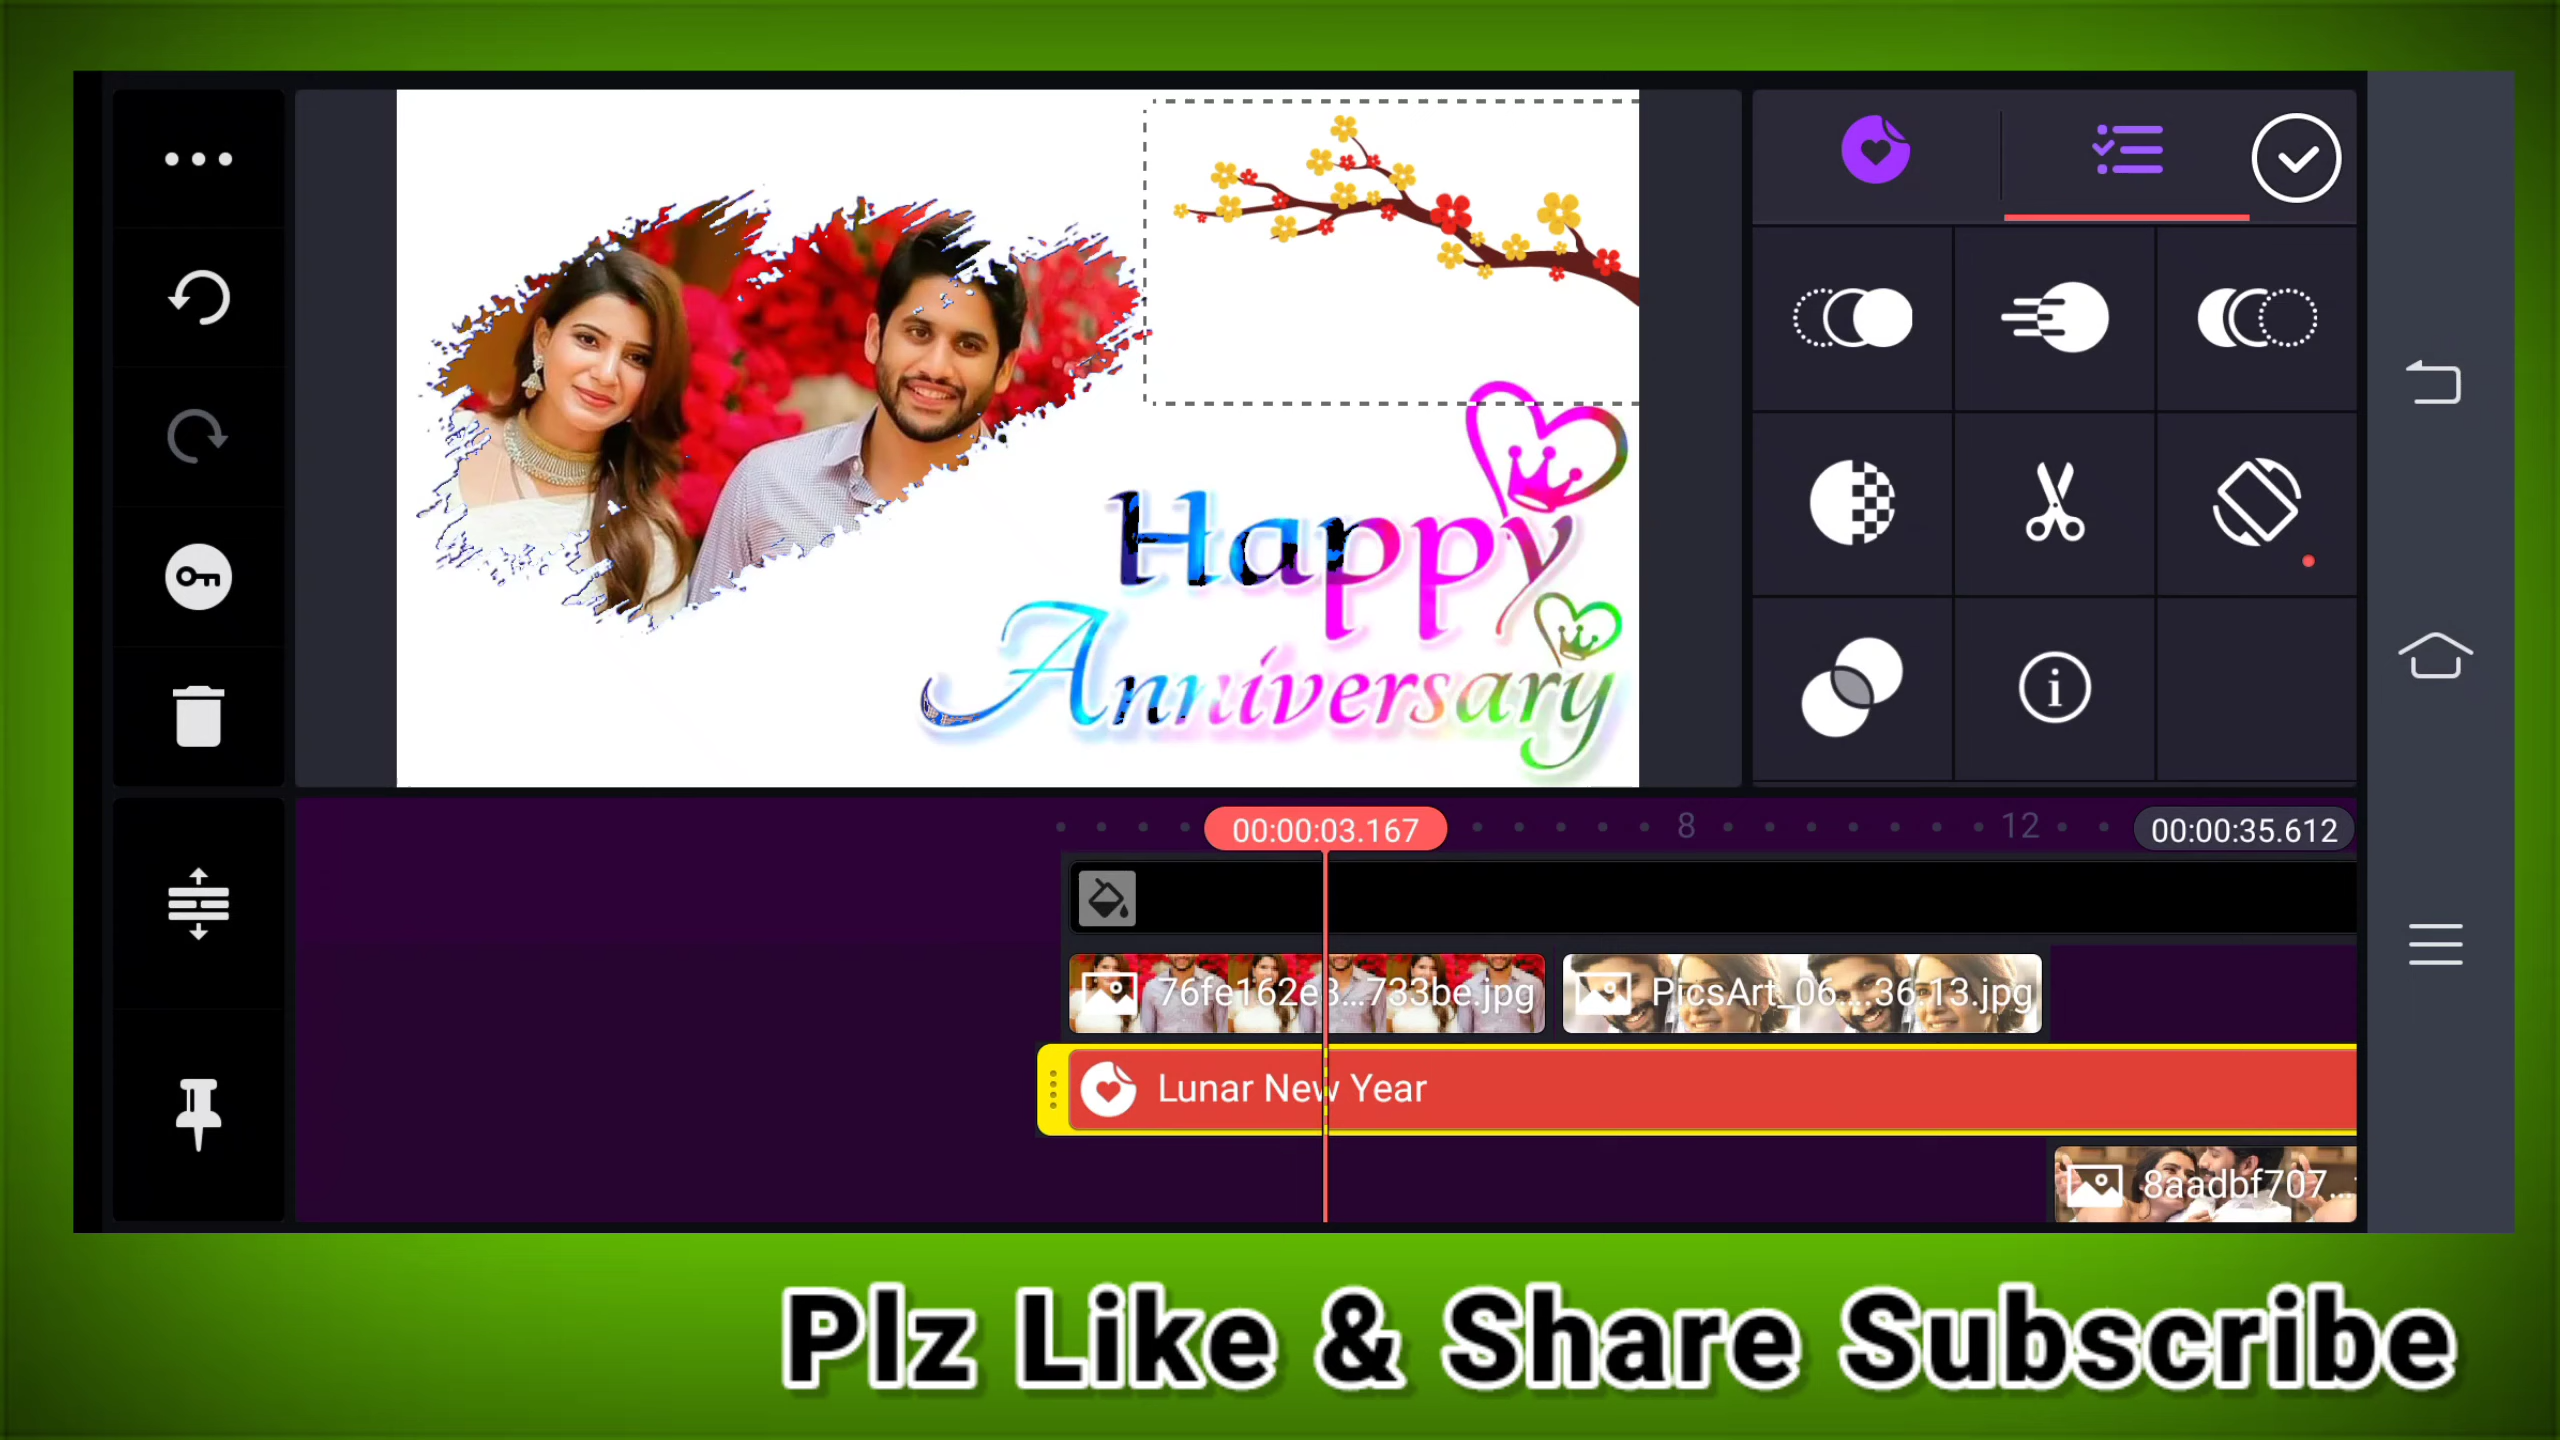 Happy
Anniversary
00:00:03.167
8
12
00:00:35.612
76fe162e3...733be.jpg
PicsArt_06....36.13.jpg
Lunar New Year
8aadbf707...
Plz Like & Share Subscribe